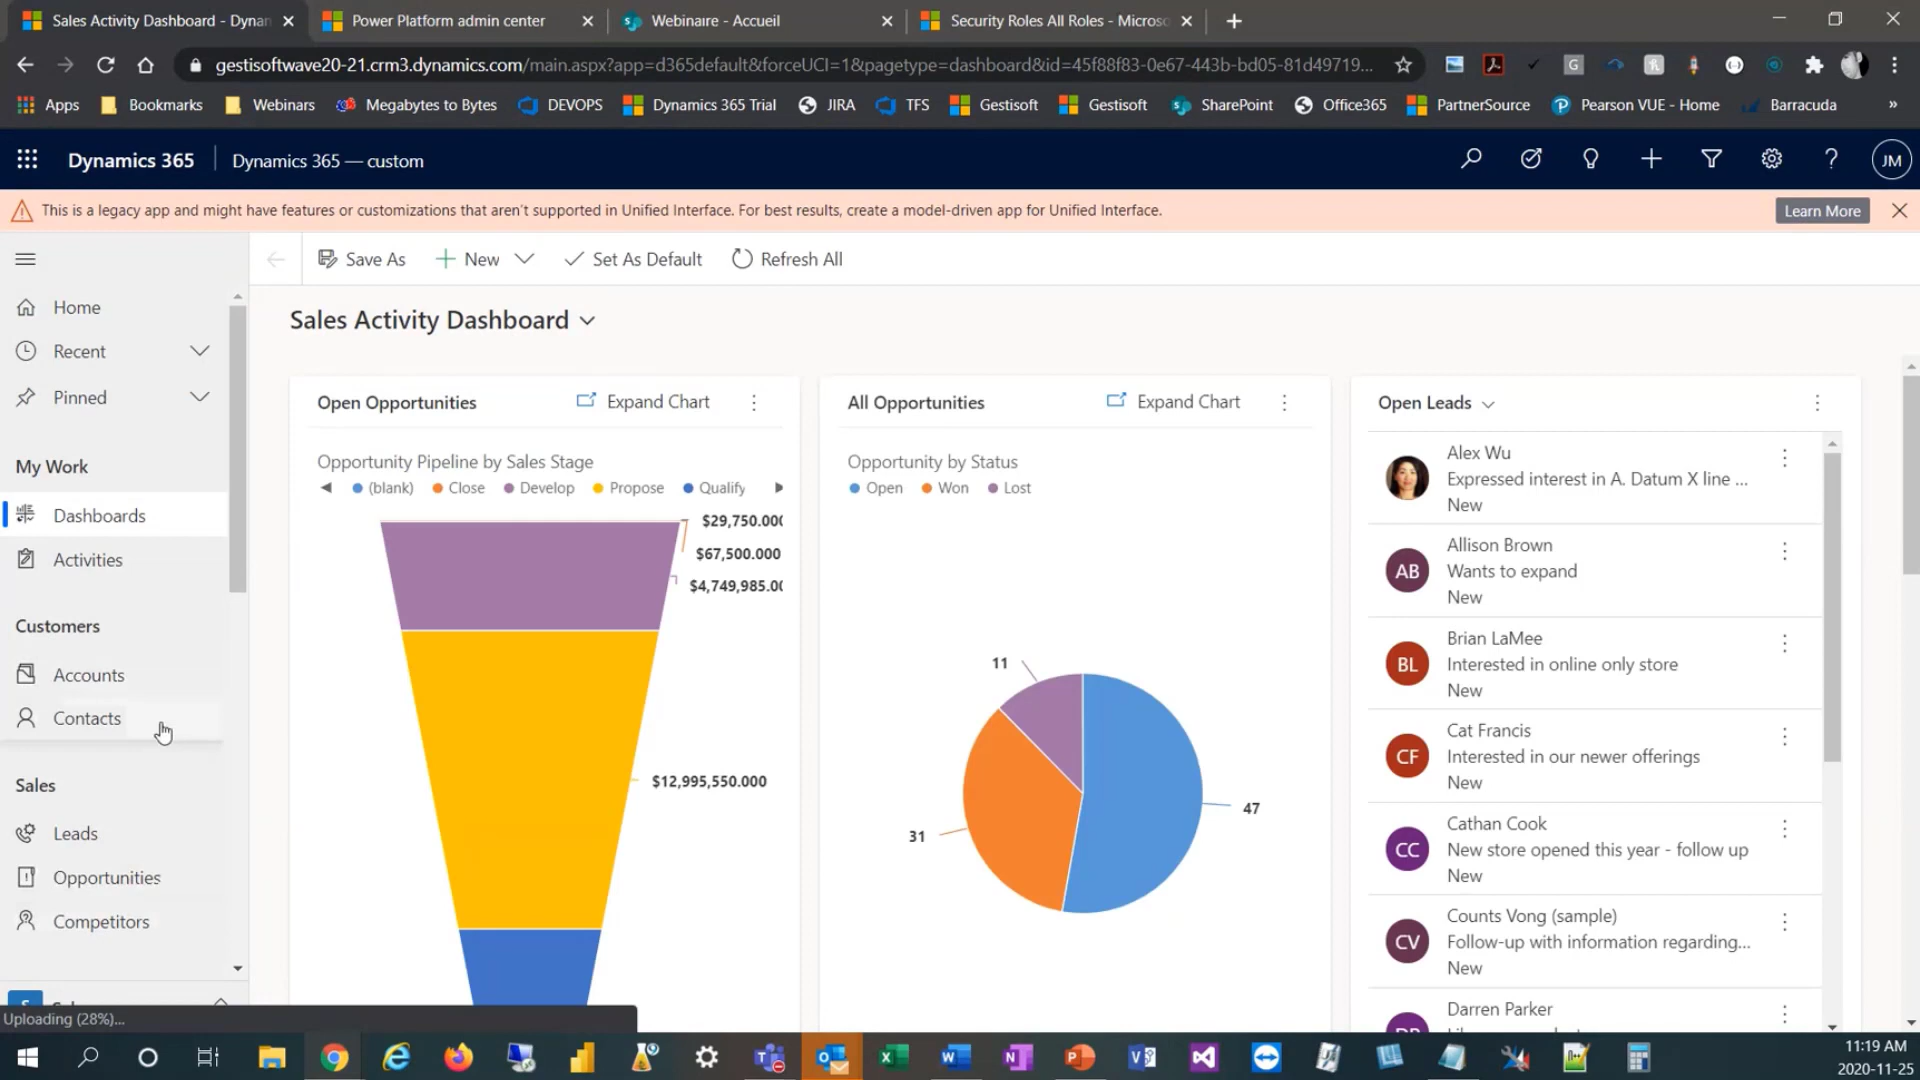 Sales Activity Dashboard - Dynan
Power Platform admin center
Webinaire - Accueil
Security Roles All Roles - Microso
gestisoftwave20-21.crm3.dynamics.com/main.aspx?app=d365default&forceUCI=1&pagetype=dashboard&id=45f88f83-0e67-443b-bd05-81d49719...
Apps
Bookmarks
Webinars
Megabytes to Bytes
DEVOPS
Dynamics 365 Trial
JIRA
TFS
Gestisoft
Gestisoft
SharePoint
Office365
PartnerSource
Pearson VUE - Home
Barracuda
»
Dynamics 365
Dynamics 365 — custom
JM
This is a legacy app and might have features or customizations that aren't supported in Unified Interface. For best results, create a model-driven app for Unified Interface.
Learn More
Save As
New
Set As Default
Refresh All
Home
Recent
Pinned
My Work
Dashboards
Activities
Customers
Accounts
Contacts
Sales
Leads
Opportunities
Competitors
Uploading (28%)...
Sales Activity Dashboard
Open Opportunities
Expand Chart
Opportunity Pipeline by Sales Stage
(blank) Close Develop Propose Qualify
$29,750.000
$67,500.000
$4,749,985.00
$12,995,550.000
All Opportunities
Expand Chart
Opportunity by Status
Open Won Lost
11
31
47
Open Leads
Alex Wu
Expressed interest in A. Datum X line ...
New
AB
Allison Brown
Wants to expand
New
BL
Brian LaMee
Interested in online only store
New
CF
Cat Francis
Interested in our newer offerings
New
CC
Cathan Cook
New store opened this year - follow up
New
CV
Counts Vong (sample)
Follow-up with information regarding...
New
Darren Parker
11:19 AM
2020-11-25